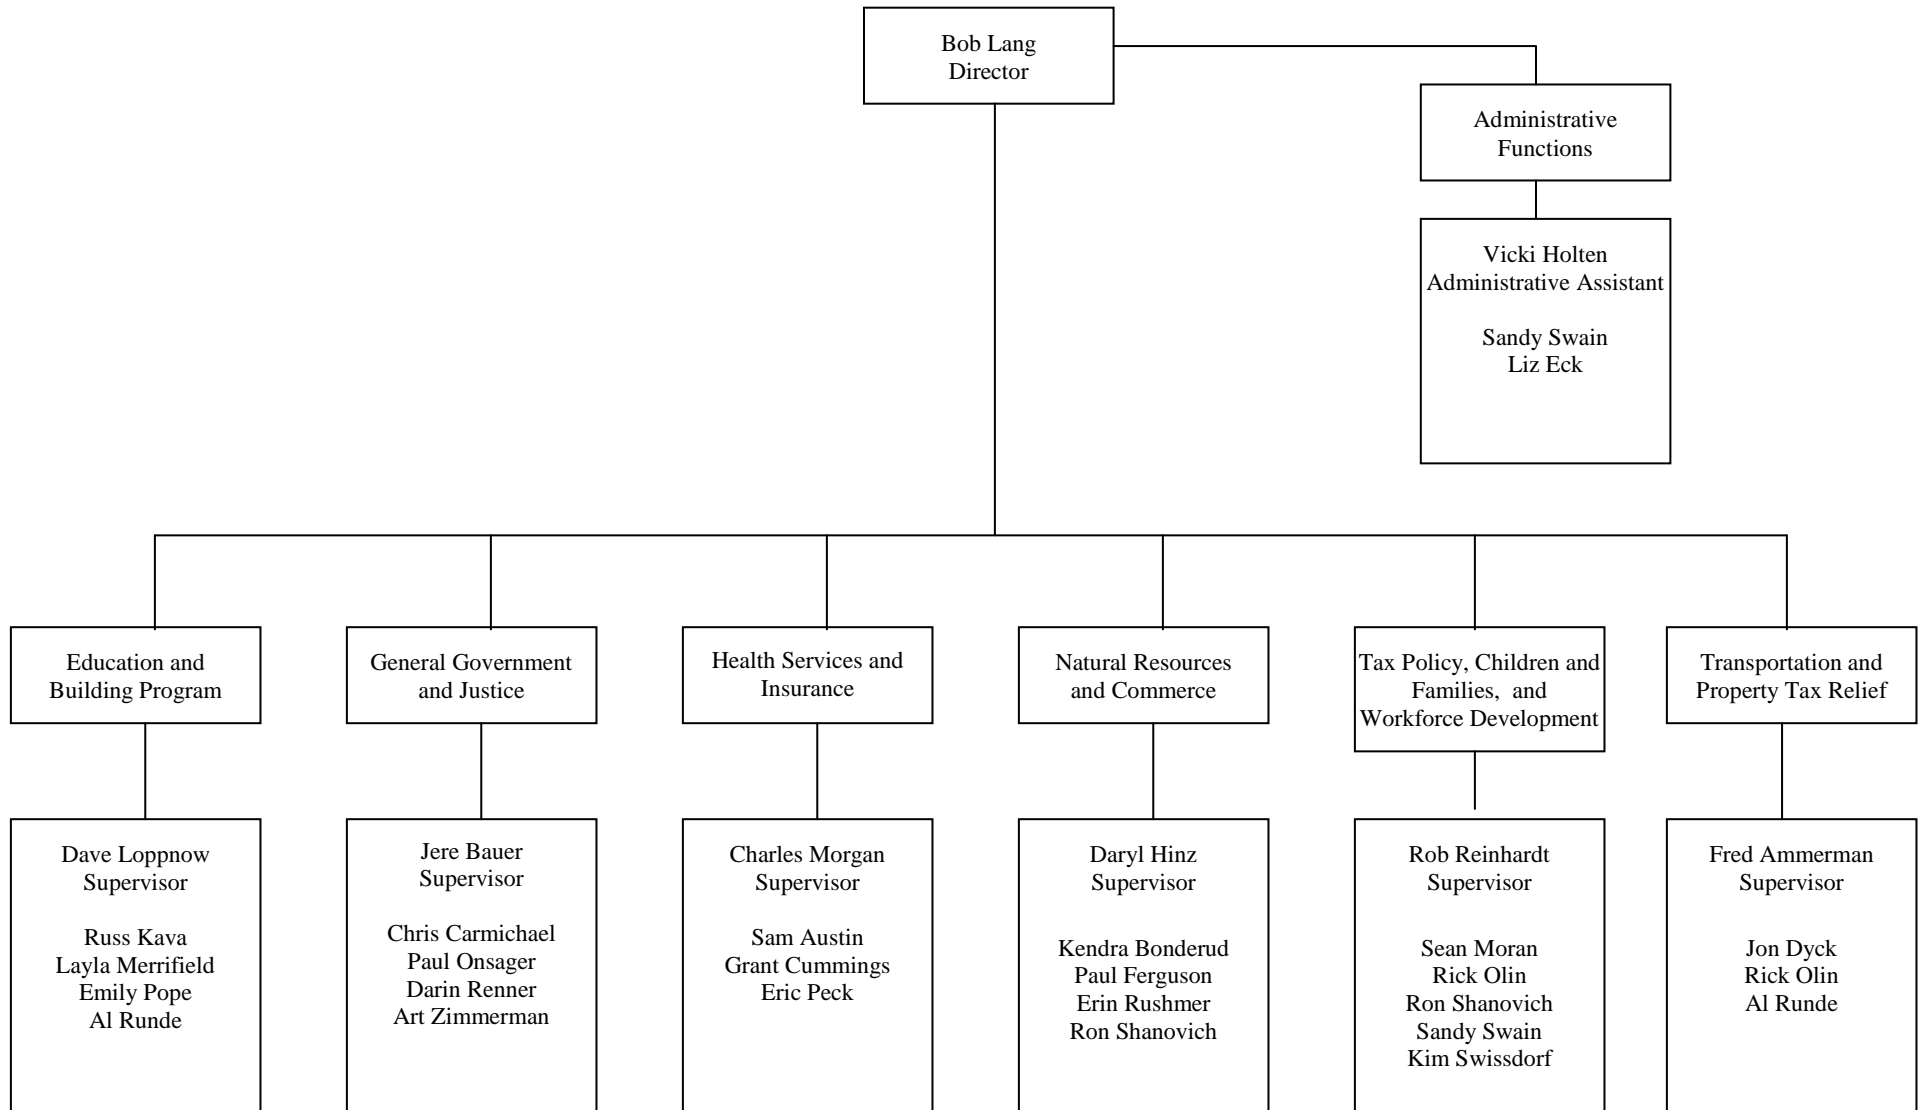 Bob Lang
Director
Administrative
Functions
Vicki Holten
Administrative Assistant
Sandy Swain
Liz Eck
Education and
Building Program
General Government
and Justice
Health Services and
Insurance
Natural Resources
and Commerce
Tax Policy, Children and
Families, and
Workforce Development
Transportation and
Property Tax Relief
Dave Loppnow
Supervisor
Russ Kava
Layla Merrifield
Emily Pope
Al Runde
Jere Bauer
Supervisor
Chris Carmichael
Paul Onsager
Darin Renner
Art Zimmerman
Charles Morgan
Supervisor
Sam Austin
Grant Cummings
Eric Peck
Daryl Hinz
Supervisor
Kendra Bonderud
Paul Ferguson
Erin Rushmer
Ron Shanovich
Rob Reinhardt
Supervisor
Sean Moran
Rick Olin
Ron Shanovich
Sandy Swain
Kim Swissdorf
Fred Ammerman
Supervisor
Jon Dyck
Rick Olin
Al Runde